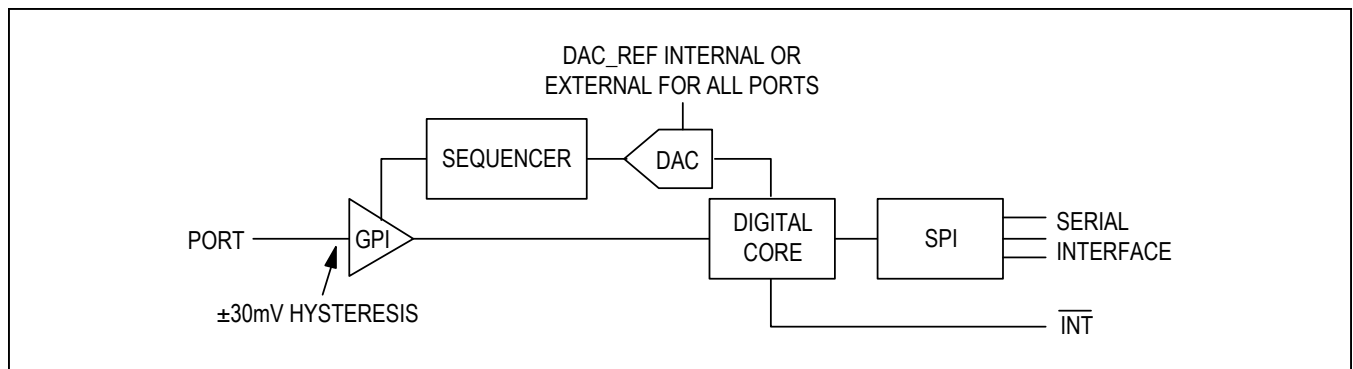 DAC_REF INTERNAL OR
EXTERNAL FOR ALL PORTS
SEQUENCER
DAC
PORT
GPI
DIGITAL
CORE
SPI
SERIAL
INTERFACE
±30mV HYSTERESIS
INT